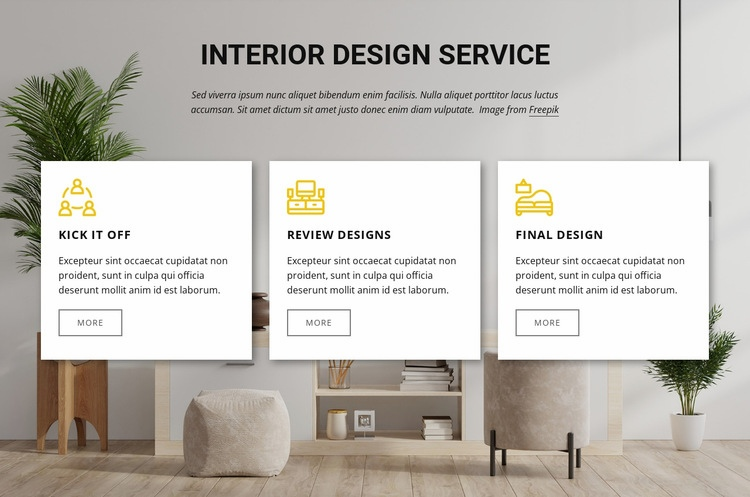 INTERIOR DESIGN SERVICE
Sed viverra ipsum nunc aliquet bibendum enim facilisis. Nulla aliquet porttitor lacus luctus
accumsan. Sit amet dictum sit amet justo donec enim diam vulputate. Image from Freepik
KICK IT OFF
Excepteur sint occaecat cupidatat non
proident, sunt in culpa qui officia
deserunt mollit anim id est laborum.
MORE
REVIEW DESIGNS
Excepteur sint occaecat cupidatat non
proident, sunt in culpa qui officia
deserunt mollit anim id est laborum.
MORE
FINAL DESIGN
Excepteur sint occaecat cupidatat non
proident, sunt in culpa qui officia
deserunt mollit anim id est laborum.
MORE